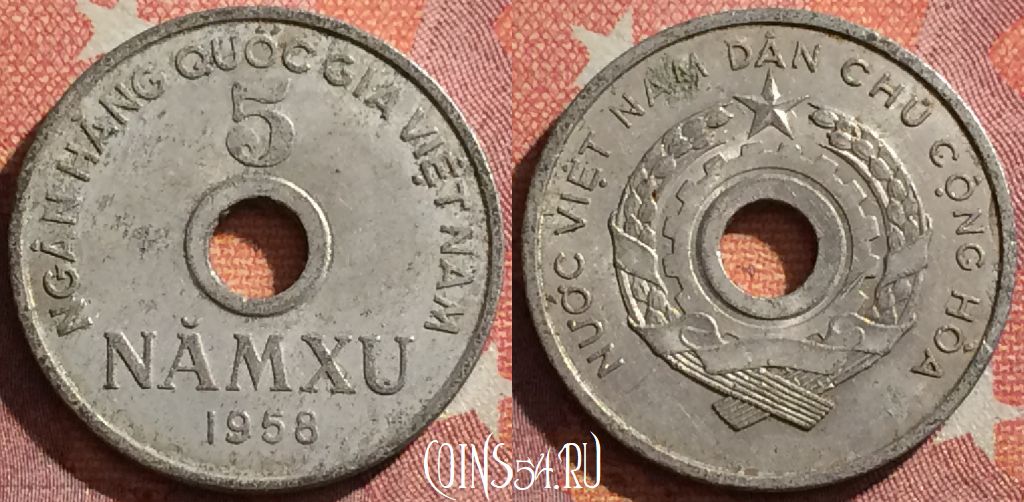 NGÂN HÀNG QUỐC GIA VIỆT NAM
5
NĂM XU
1958
NƯỚC VIỆT NAM DÂN CHỦ CỘNG HÒA
COINS54.RU